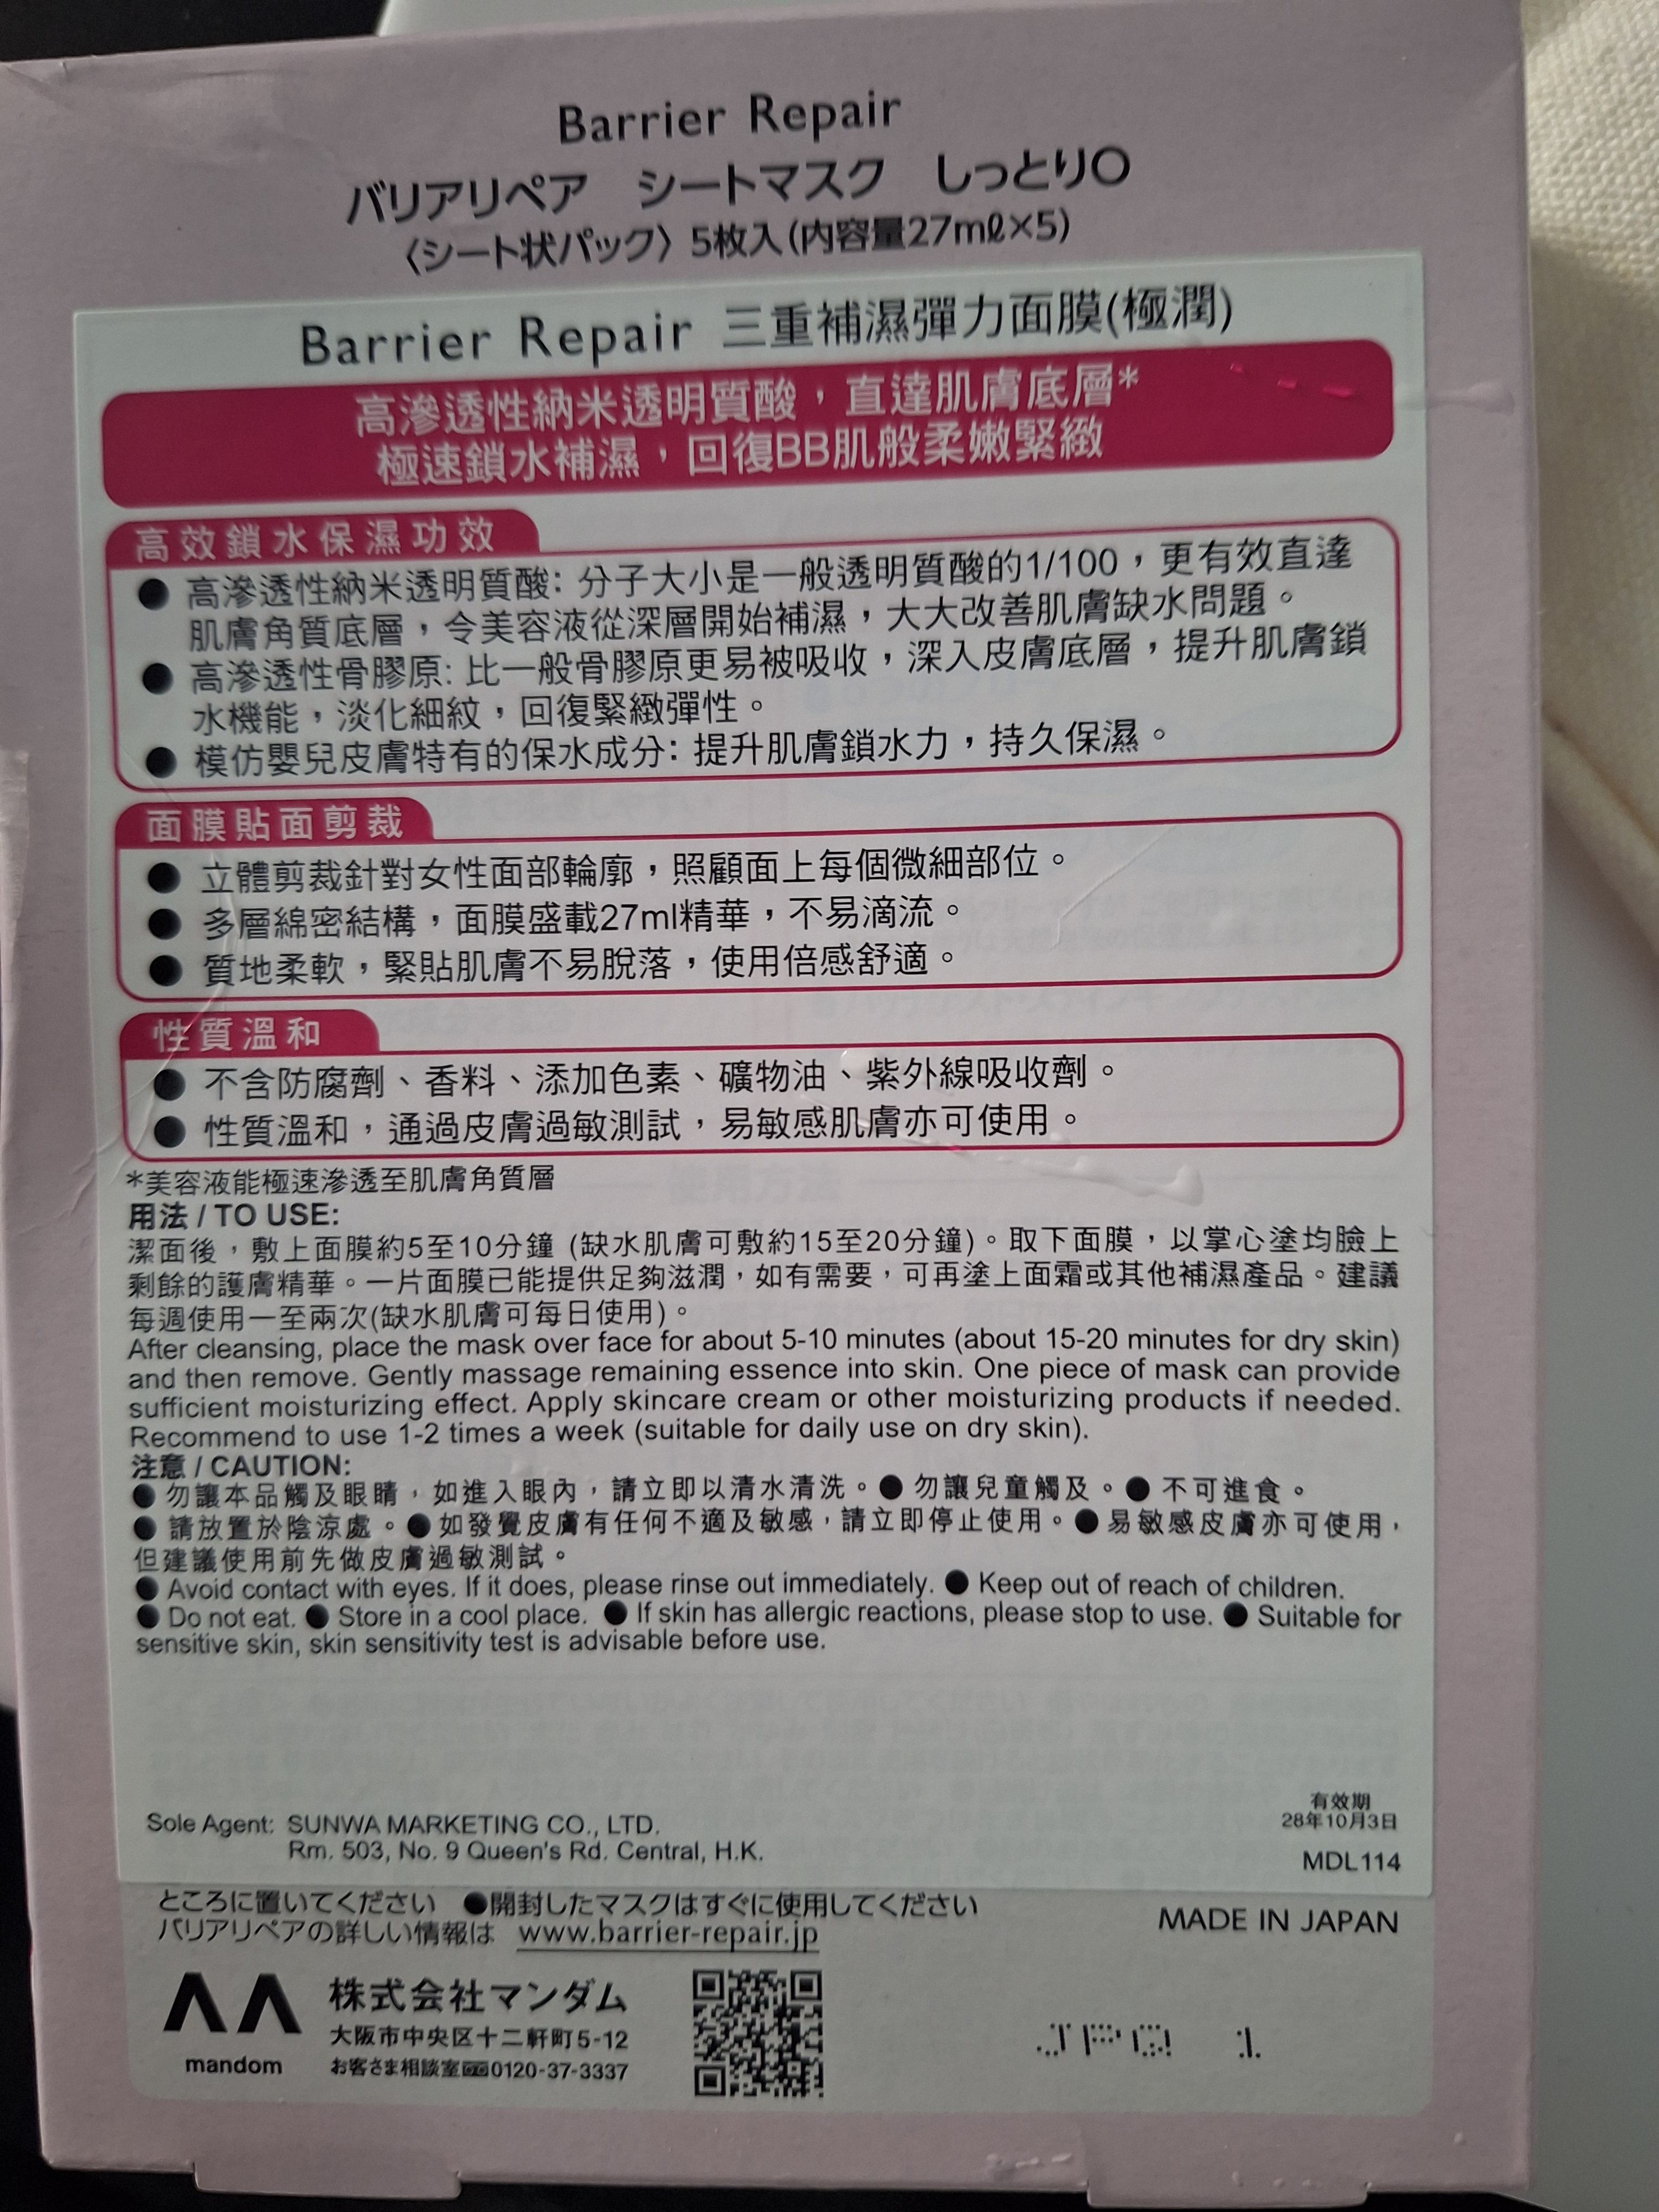 Barrier Repair
バリアリペア シートマスク しっとり〇
〈シート状パック〉5枚入(内容量27mℓ×5)
Barrier Repair 三重補濕彈力面膜(極潤)
高滲透性納米透明質酸，直達肌膚底層*
極速鎖水補濕，回復BB肌般柔嫩緊緻
高效鎖水保濕功效
● 高滲透性納米透明質酸: 分子大小是一般透明質酸的1/100，更有效直達
肌膚角質底層，令美容液從深層開始補濕，大大改善肌膚缺水問題。
● 高滲透性骨膠原: 比一般骨膠原更易被吸收，深入皮膚底層，提升肌膚鎖
水機能，淡化細紋，回復緊緻彈性。
● 模仿嬰兒皮膚特有的保水成分: 提升肌膚鎖水力，持久保濕。
面膜貼面剪裁
● 立體剪裁針對女性面部輪廓，照顧面上每個微細部位。
● 多層綿密結構，面膜盛載27ml精華，不易滴流。
● 質地柔軟，緊貼肌膚不易脫落，使用倍感舒適。
性質溫和
● 不含防腐劑、香料、添加色素、礦物油、紫外線吸收劑。
● 性質溫和，通過皮膚過敏測試，易敏感肌膚亦可使用。
*美容液能極速滲透至肌膚角質層
用法 / TO USE:
潔面後，敷上面膜約5至10分鐘 (缺水肌膚可敷約15至20分鐘)。取下面膜，以掌心塗均臉上
剩餘的護膚精華。一片面膜已能提供足夠滋潤，如有需要，可再塗上面霜或其他補濕產品。建議
每週使用一至兩次(缺水肌膚可每日使用)。
After cleansing, place the mask over face for about 5-10 minutes (about 15-20 minutes for dry skin)
and then remove. Gently massage remaining essence into skin. One piece of mask can provide
sufficient moisturizing effect. Apply skincare cream or other moisturizing products if needed.
Recommend to use 1-2 times a week (suitable for daily use on dry skin).
注意 / CAUTION:
● 勿讓本品觸及眼睛，如進入眼內，請立即以清水清洗。● 勿讓兒童觸及。● 不可進食。
● 請放置於陰涼處。● 如發覺皮膚有任何不適及敏感，請立即停止使用。● 易敏感皮膚亦可使用，
但建議使用前先做皮膚過敏測試。
● Avoid contact with eyes. If it does, please rinse out immediately. ● Keep out of reach of children.
● Do not eat. ● Store in a cool place. ● If skin has allergic reactions, please stop to use. ● Suitable for
sensitive skin, skin sensitivity test is advisable before use.
有效期
Sole Agent: SUNWA MARKETING CO., LTD. 28年10月3日
Rm. 503, No. 9 Queen's Rd. Central, H.K. MDL114
ところに置いてください ●開封したマスクはすぐに使用してください
バリアリペアの詳しい情報は www.barrier-repair.jp MADE IN JAPAN
株式会社マンダム
大阪市中央区十二軒町5-12
mandom お客さま相談室 0120-37-3337
JPQ 1